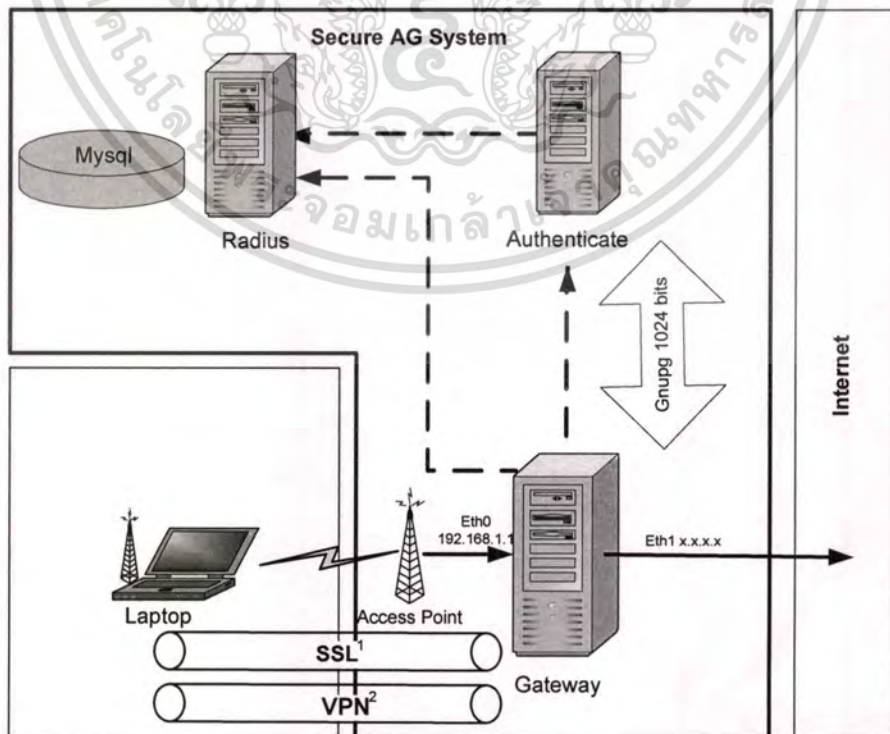 Secure AG System
Mysql
Radius
Authenticate
Gnupg 1024 bits
Internet
Eth0
192.168.1.1
Eth1 x.x.x.x
Laptop
Access Point
SSL1
VPN2
Gateway